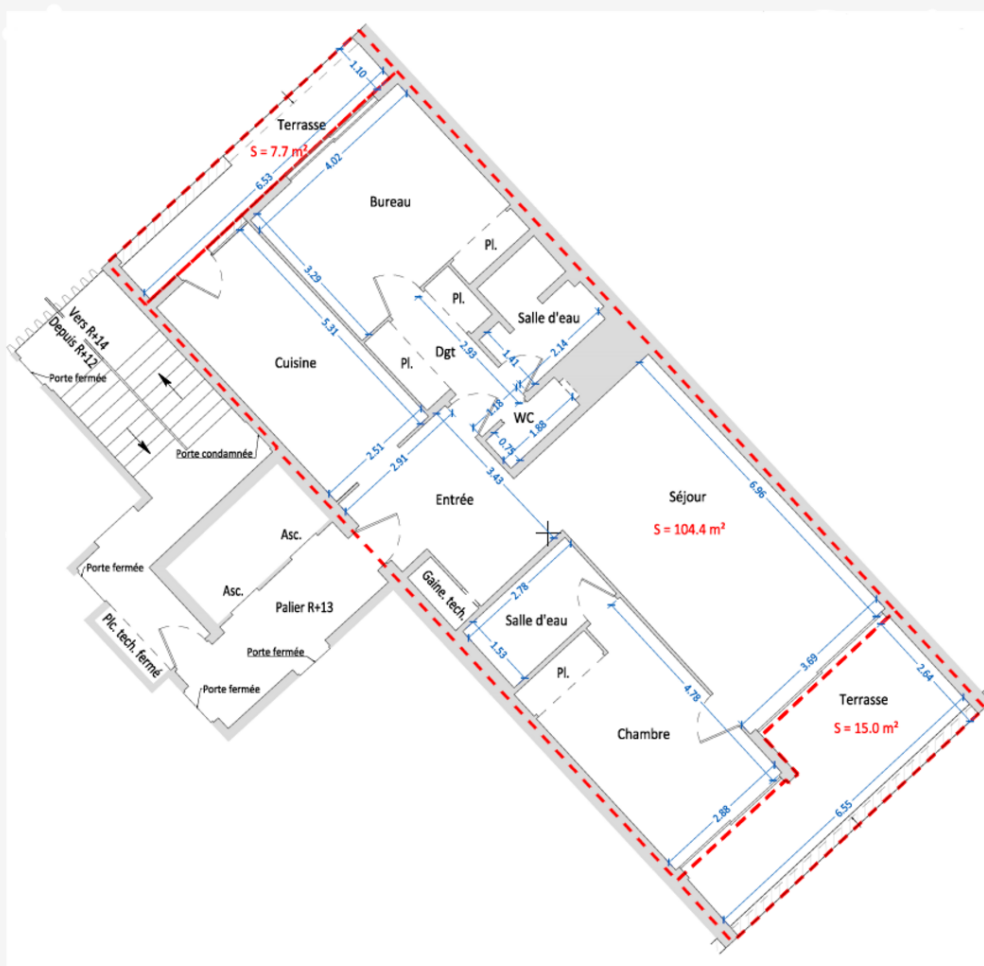 1.10
Terrasse
S = 7.7 m²
6.53
4.02
Bureau
Pl.
3.29
Pl.
Salle d'eau
5.31
Vers R+14
Depuis R+12
Porte fermée
Cuisine
Pl.
Dgt
2.93
1.41
2.14
1.18
WC
0.75
1.88
Porte condamnée
2.51
2.91
3.43
Entrée
Séjour
S = 104.4 m²
6.96
Asc.
Asc.
Porte fermée
Palier R+13
Gaine. tech.
2.78
Salle d'eau
1.53
Plc. tech. fermé
Porte fermée
Porte fermée
Pl.
4.78
3.69
2.64
Terrasse
S = 15.0 m²
Chambre
2.88
6.55